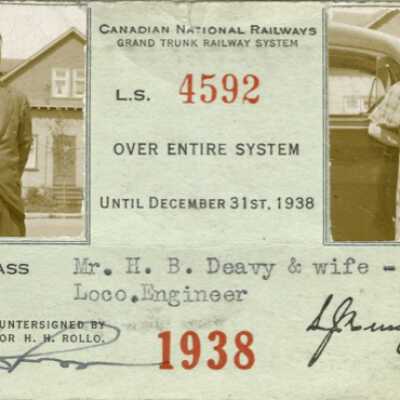 Canadian National Railways
Grand Trunk Railway System
L.S. 4592
Over Entire System
Until December 31st, 1938
ASS Mr. H. B. Deavy & wife -
Loco.Engineer
UNTERSIGNED BY
OR H. H. ROLLO.
1938